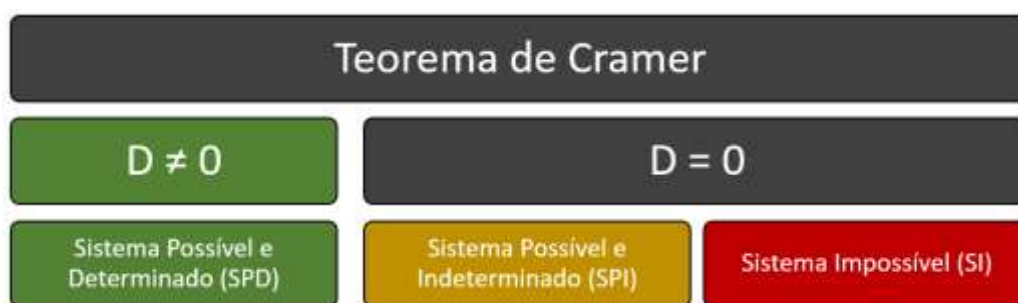 Teorema de Cramer
D ≠ 0
D = 0
Sistema Possível e
Determinado (SPD)
Sistema Possível e
Indeterminado (SPI)
Sistema Impossível (SI)